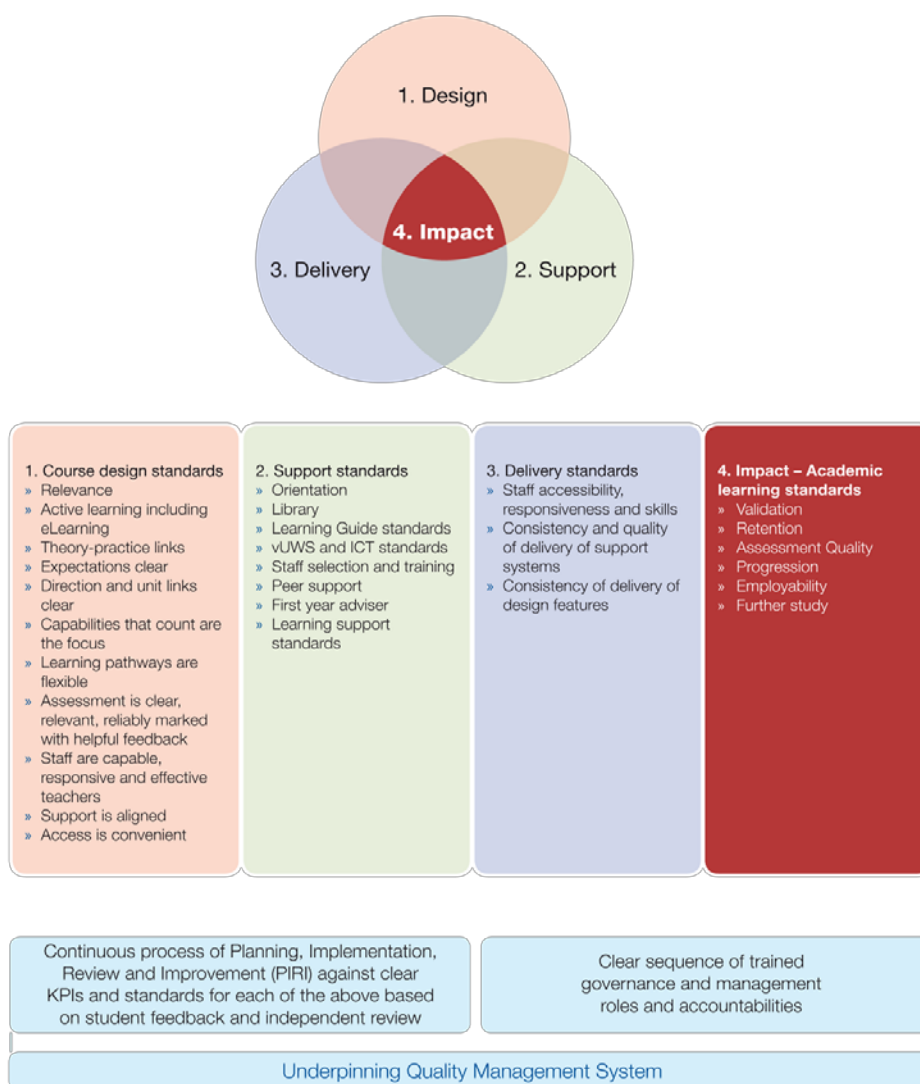 1. Design
4. Impact
3. Delivery
2. Support
1. Course design standards
» Relevance
» Active learning including
eLearning
» Theory-practice links
» Expectations clear
» Direction and unit links
clear
» Capabilities that count are
the focus
» Learning pathways are
flexible
» Assessment is clear,
relevant, reliably marked
with helpful feedback
» Staff are capable,
responsive and effective
teachers
» Support is aligned
» Access is convenient
2. Support standards
» Orientation
» Library
» Learning Guide standards
» vUWS and ICT standards
» Staff selection and training
» Peer support
» First year adviser
» Learning support
standards
3. Delivery standards
» Staff accessibility,
responsiveness and skills
» Consistency and quality
of delivery of support
systems
» Consistency of delivery of
design features
4. Impact – Academic
learning standards
» Validation
» Retention
» Assessment Quality
» Progression
» Employability
» Further study
Continuous process of Planning, Implementation,
Review and Improvement (PIRI) against clear
KPIs and standards for each of the above based
on student feedback and independent review
Clear sequence of trained
governance and management
roles and accountabilities
Underpinning Quality Management System